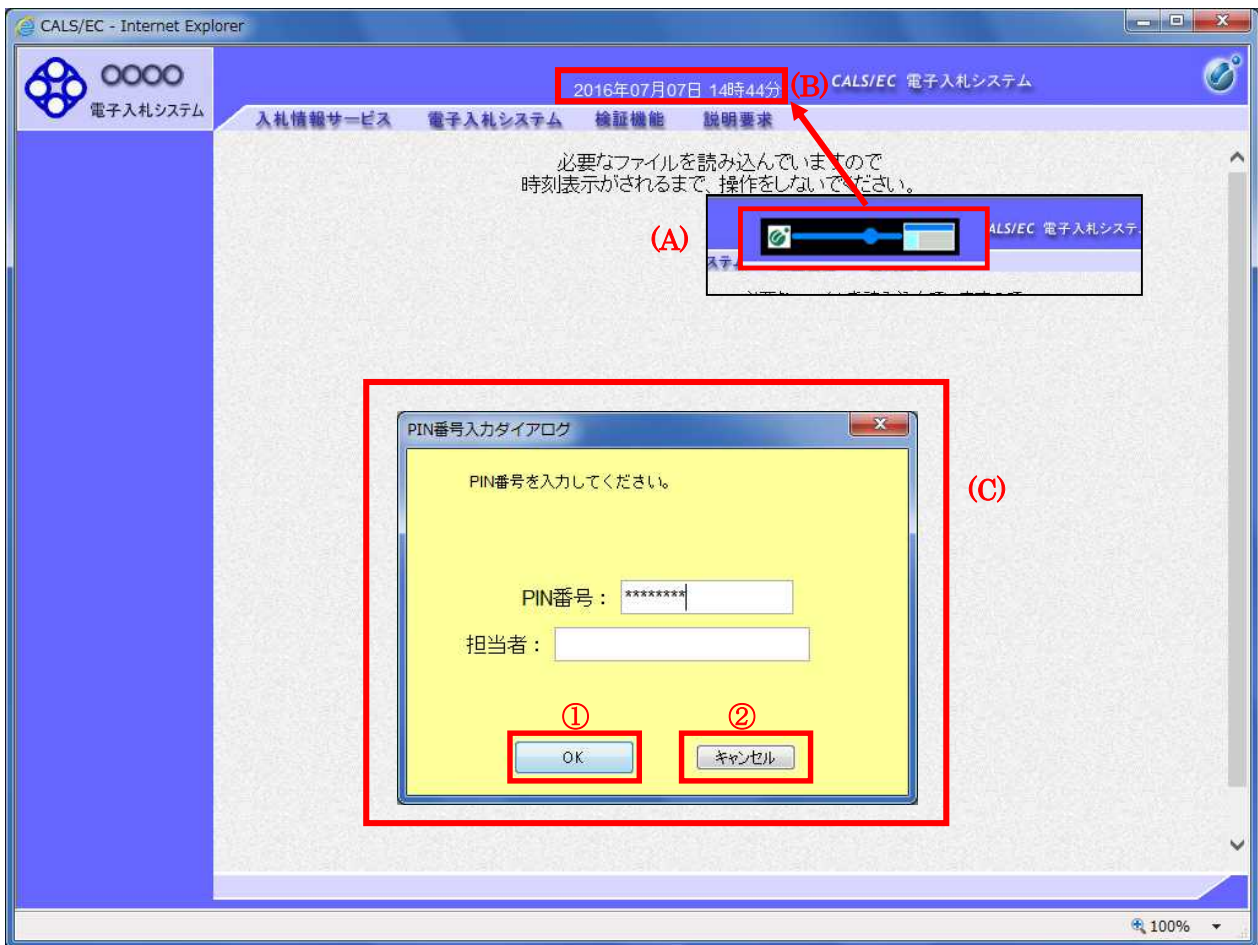 CALS/EC - Internet Explorer
○○○○
電子入札システム
2016年07月07日 14時44分
(B)
CALS/EC 電子入札システム
入札情報サービス 電子入札システム 検証機能 説明要求
必要なファイルを読み込んでいますので
時刻表示がされるまで、操作をしないでください。
(A)
ALS/EC 電子入札システ
ステ
PIN番号入力ダイアログ
PIN番号を入力してください。
(C)
PIN番号： ********
担当者：
① ②
OK キャンセル
100%